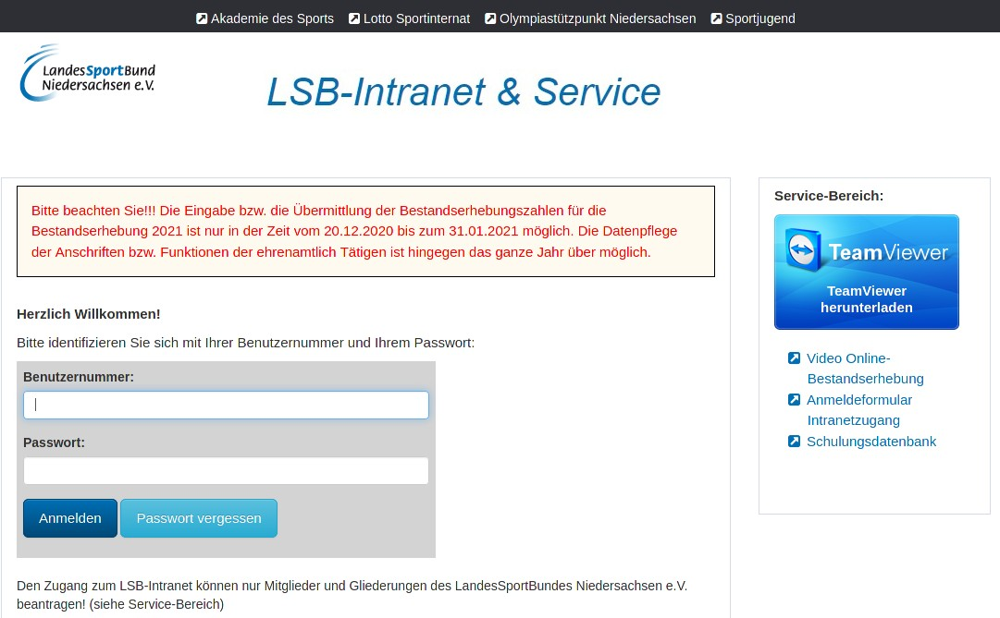 Akademie des Sports Lotto Sportinternat Olympiastützpunkt Niedersachsen Sportjugend
LandesSportBund
Niedersachsen e.V.
LSB-Intranet & Service
Bitte beachten Sie!!! Die Eingabe bzw. die Übermittlung der Bestandserhebungszahlen für die
Bestandserhebung 2021 ist nur in der Zeit vom 20.12.2020 bis zum 31.01.2021 möglich. Die Datenpflege
der Anschriften bzw. Funktionen der ehrenamtlich Tätigen ist hingegen das ganze Jahr über möglich.
Herzlich Willkommen!
Bitte identifizieren Sie sich mit Ihrer Benutzernummer und Ihrem Passwort:
Benutzernummer:
Passwort:
Anmelden Passwort vergessen
Den Zugang zum LSB-Intranet können nur Mitglieder und Gliederungen des LandesSportBundes Niedersachsen e.V.
beantragen! (siehe Service-Bereich)
Service-Bereich:
TeamViewer
TeamViewer
herunterladen
Video Online-
Bestandserhebung
Anmeldeformular
Intranetzugang
Schulungsdatenbank